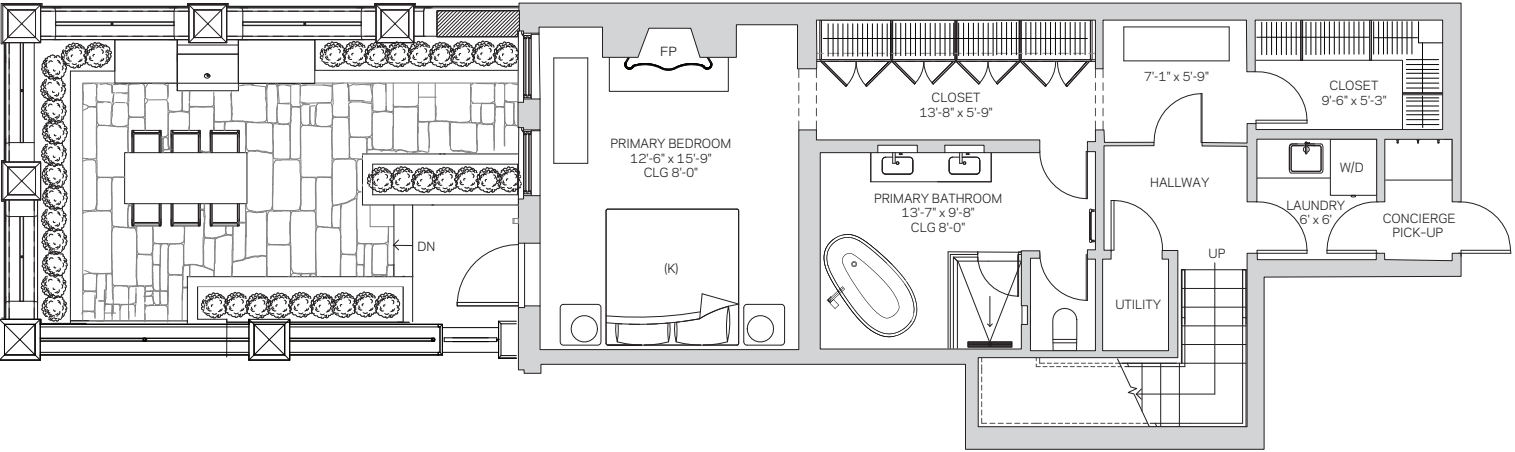 FP
PRIMARY BEDROOM
12'-6" x 15'-9"
CLG 8'-0"
(K)
DN
CLOSET
13'-8" x 5'-9"
PRIMARY BATHROOM
13'-7" x 9'-8"
CLG 8'-0"
7'-1" x 5'-9"
CLOSET
9'-6" x 5'-3"
HALLWAY
W/D
LAUNDRY
6' x 6'
CONCIERGE
PICK-UP
UP
UTILITY